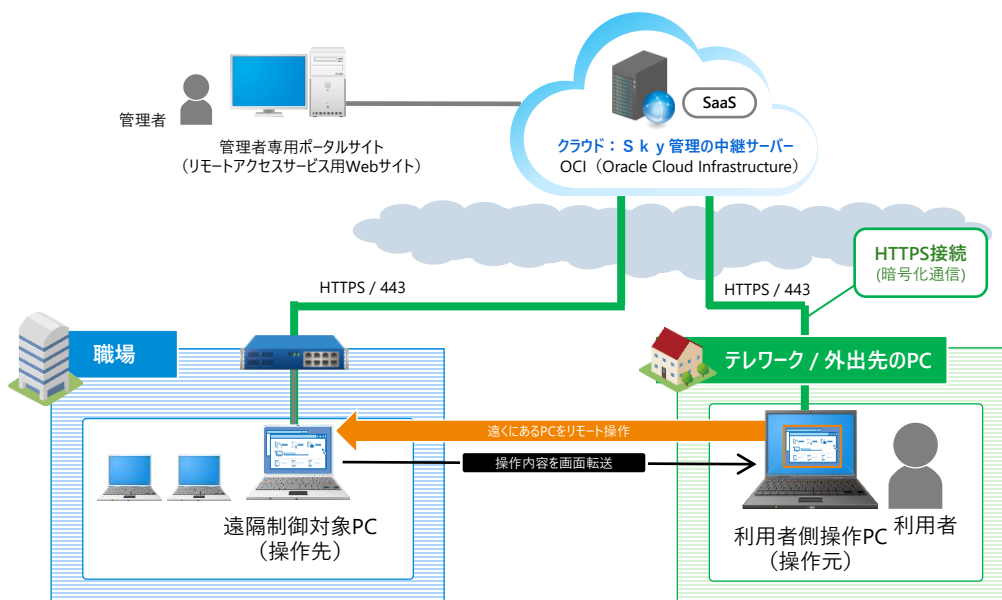 管理者
管理者専用ポータルサイト
(リモートアクセスサービス用Webサイト)
SaaS
クラウド：Ｓｋｙ管理の中継サーバー
OCI（Oracle Cloud Infrastructure）
HTTPS接続
(暗号化通信)
HTTPS / 443
HTTPS / 443
職場
テレワーク / 外出先のPC
遠くにあるPCをリモート操作
操作内容を画面転送
遠隔制御対象PC
（操作先）
利用者側操作PC
（操作元）
利用者